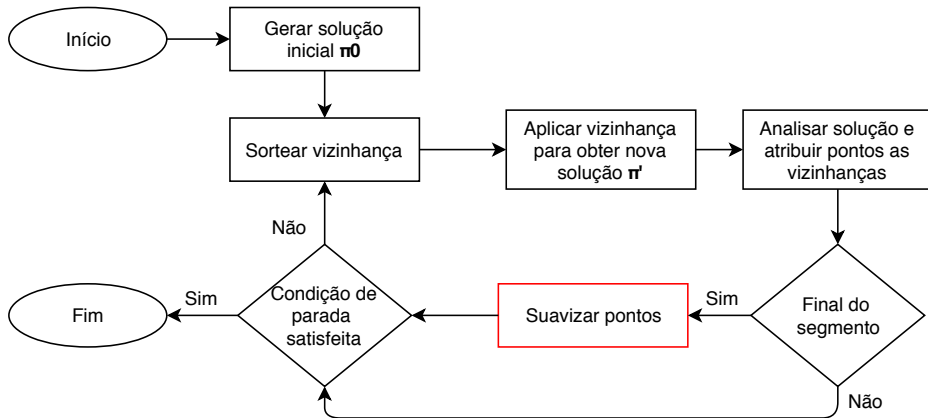 Início
Gerar solução
inicial π0
Sortear vizinhança
Aplicar vizinhança
para obter nova
solução π'
Analisar solução e
atribuir pontos as
vizinhanças
Não
Fim
Sim
Condição de
parada
satisfeita
Suavizar pontos
Sim
Final do
segmento
Não